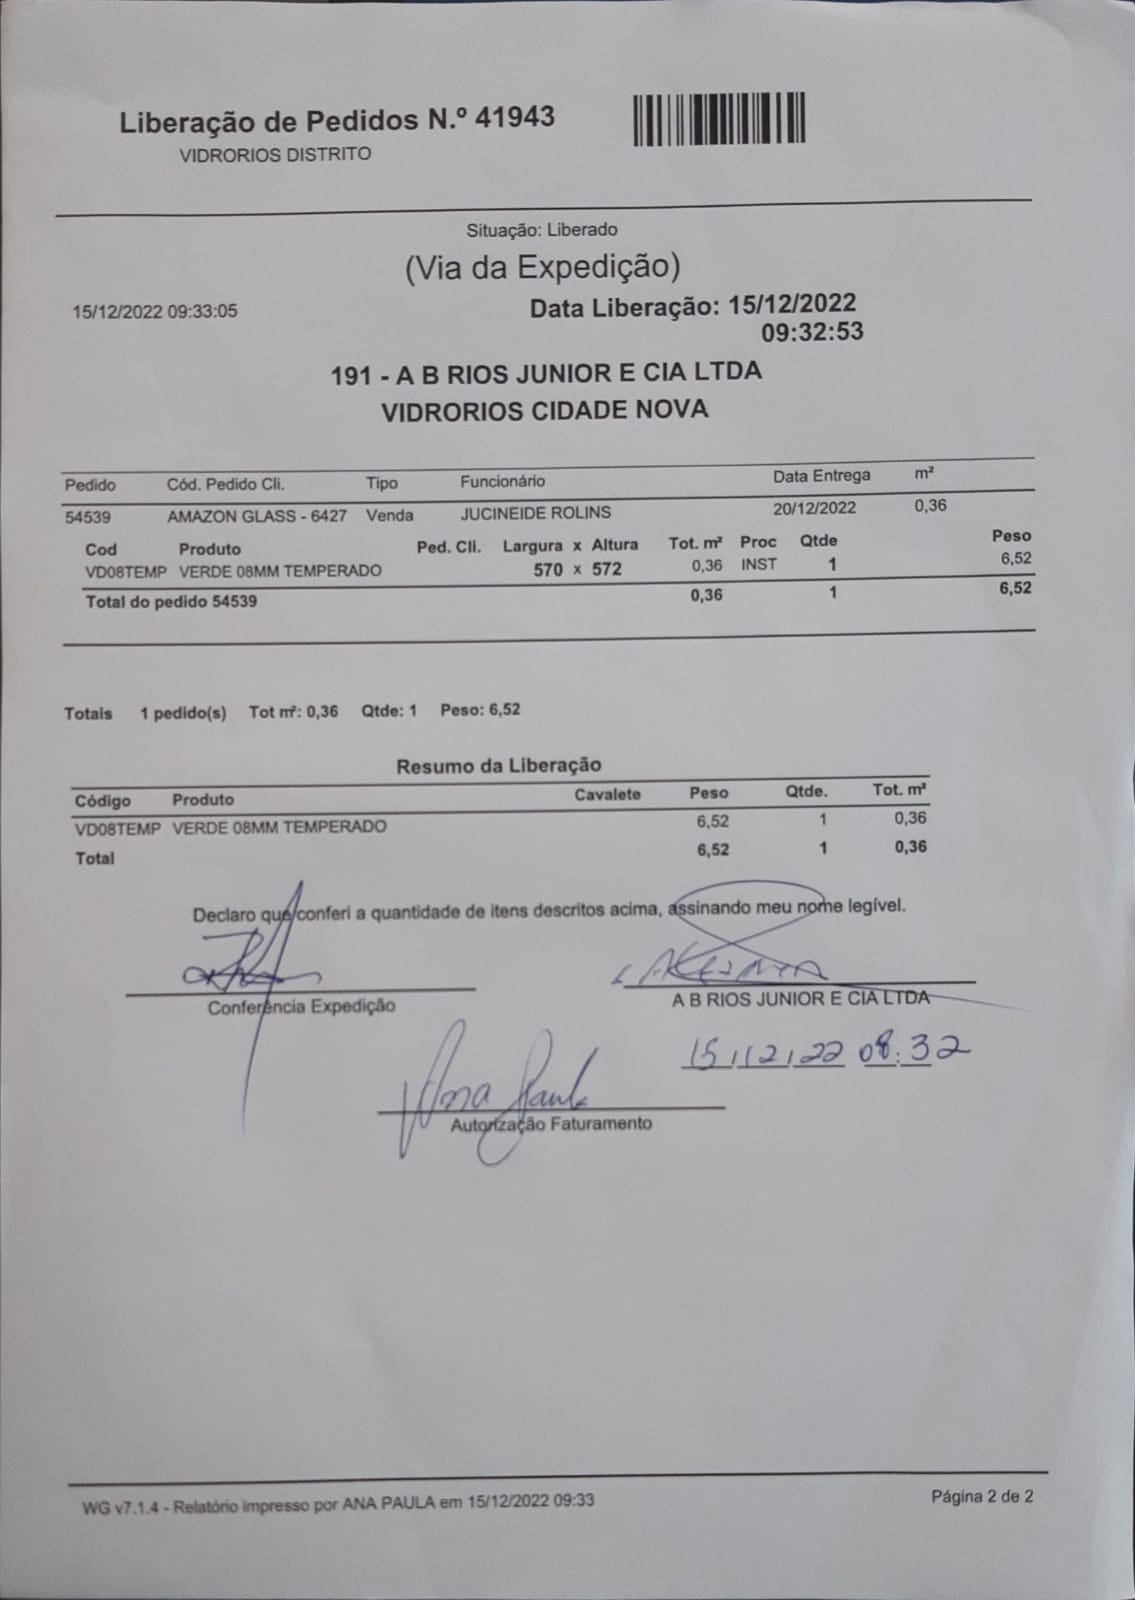 Liberação de Pedidos N.º 41943
VIDRORIOS DISTRITO
Situação: Liberado
(Via da Expedição)
15/12/2022 09:33:05
Data Liberação: 15/12/2022
09:32:53
191 - A B RIOS JUNIOR E CIA LTDA
VIDRORIOS CIDADE NOVA
Pedido Cód. Pedido Cli. Tipo Funcionário Data Entrega m²
54539 AMAZON GLASS - 6427 Venda JUCINEIDE ROLINS 20/12/2022 0,36
Cod Produto Ped. Cli. Largura x Altura Tot. m² Proc Qtde Peso
VD08TEMP VERDE 08MM TEMPERADO 570 x 572 0,36 INST 1 6,52
Total do pedido 54539 0,36 1 6,52
Totais 1 pedido(s) Tot m²: 0,36 Qtde: 1 Peso: 6,52
Resumo da Liberação
Código Produto Cavalete Peso Qtde. Tot. m²
VD08TEMP VERDE 08MM TEMPERADO 6,52 1 0,36
Total 6,52 1 0,36
Declaro que conferi a quantidade de itens descritos acima, assinando meu nome legível.
Conferência Expedição
A B RIOS JUNIOR E CIA LTDA
15/12/22 08:32
Ana Paula
Autorização Faturamento
WG v7.1.4 - Relatório impresso por ANA PAULA em 15/12/2022 09:33
Página 2 de 2